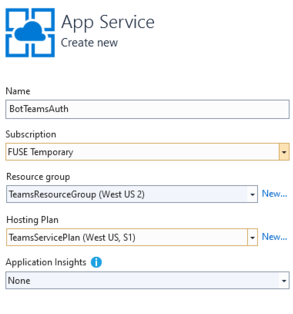 App Service
Create new
Name
BotTeamsAuth
Subscription
FUSE Temporary
Resource group
TeamsResourceGroup (West US 2)
New...
Hosting Plan
TeamsServicePlan (West US, S1)
New...
Application Insights
None